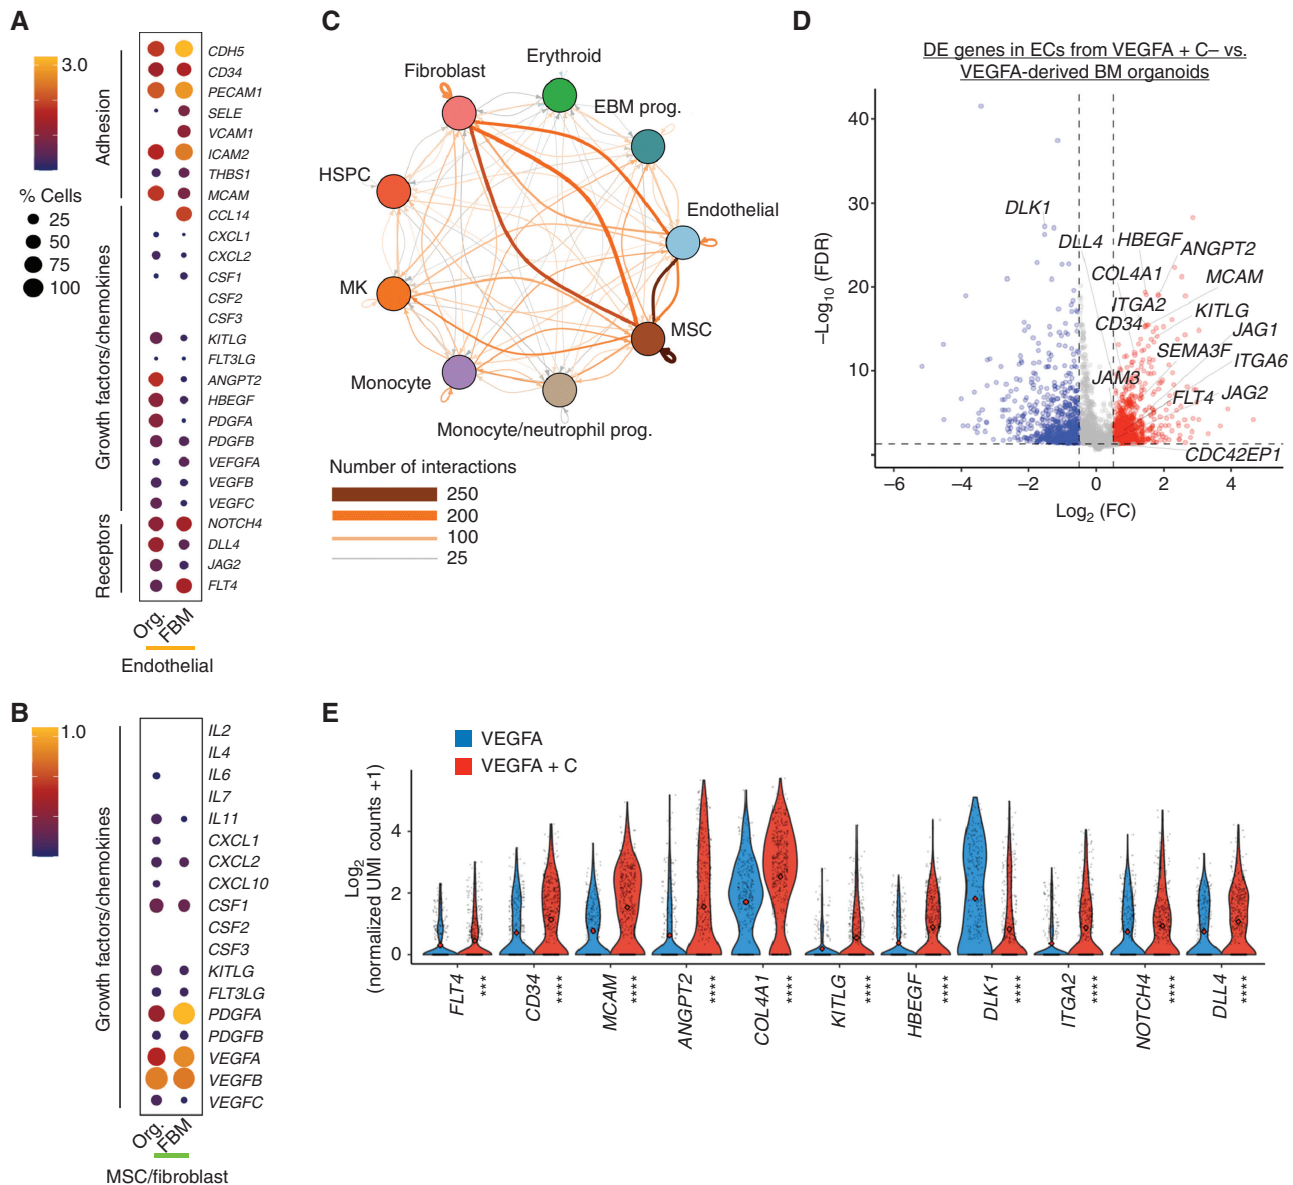 A
3.0
% Cells
25
50
75
100
Adhesion
Growth factors/chemokines
Receptors
CDH5
CD34
PECAM1
SELE
VCAM1
ICAM2
THBS1
MCAM
CCL14
CXCL1
CXCL2
CSF1
CSF2
CSF3
KITLG
FLT3LG
ANGPT2
HBEGF
PDGFA
PDGFB
VEFGFA
VEGFB
VEGFC
NOTCH4
DLL4
JAG2
FLT4
Org.
FBM
Endothelial
B
1.0
Growth factors/chemokines
IL2
IL4
IL6
IL7
IL11
CXCL1
CXCL2
CXCL10
CSF1
CSF2
CSF3
KITLG
FLT3LG
PDGFA
PDGFB
VEGFA
VEGFB
VEGFC
Org.
FBM
MSC/fibroblast
C
Erythroid
Fibroblast
EBM prog.
HSPC
Endothelial
MK
MSC
Monocyte
Monocyte/neutrophil prog.
Number of interactions
250
200
100
25
D
DE genes in ECs from VEGFA + C– vs.
VEGFA-derived BM organoids
–Log10 (FDR)
40
30
20
10
DLK1
DLL4
HBEGF
ANGPT2
COL4A1
MCAM
ITGA2
KITLG
CD34
JAG1
SEMA3F
ITGA6
JAM3
FLT4
JAG2
CDC42EP1
–6
–4
–2
0
2
4
Log2 (FC)
E
VEGFA
VEGFA + C
Log2
(normalized UMI counts +1)
4
2
0
FLT4
***
CD34
****
MCAM
****
ANGPT2
****
COL4A1
****
KITLG
****
HBEGF
****
DLK1
****
ITGA2
****
NOTCH4
****
DLL4
****